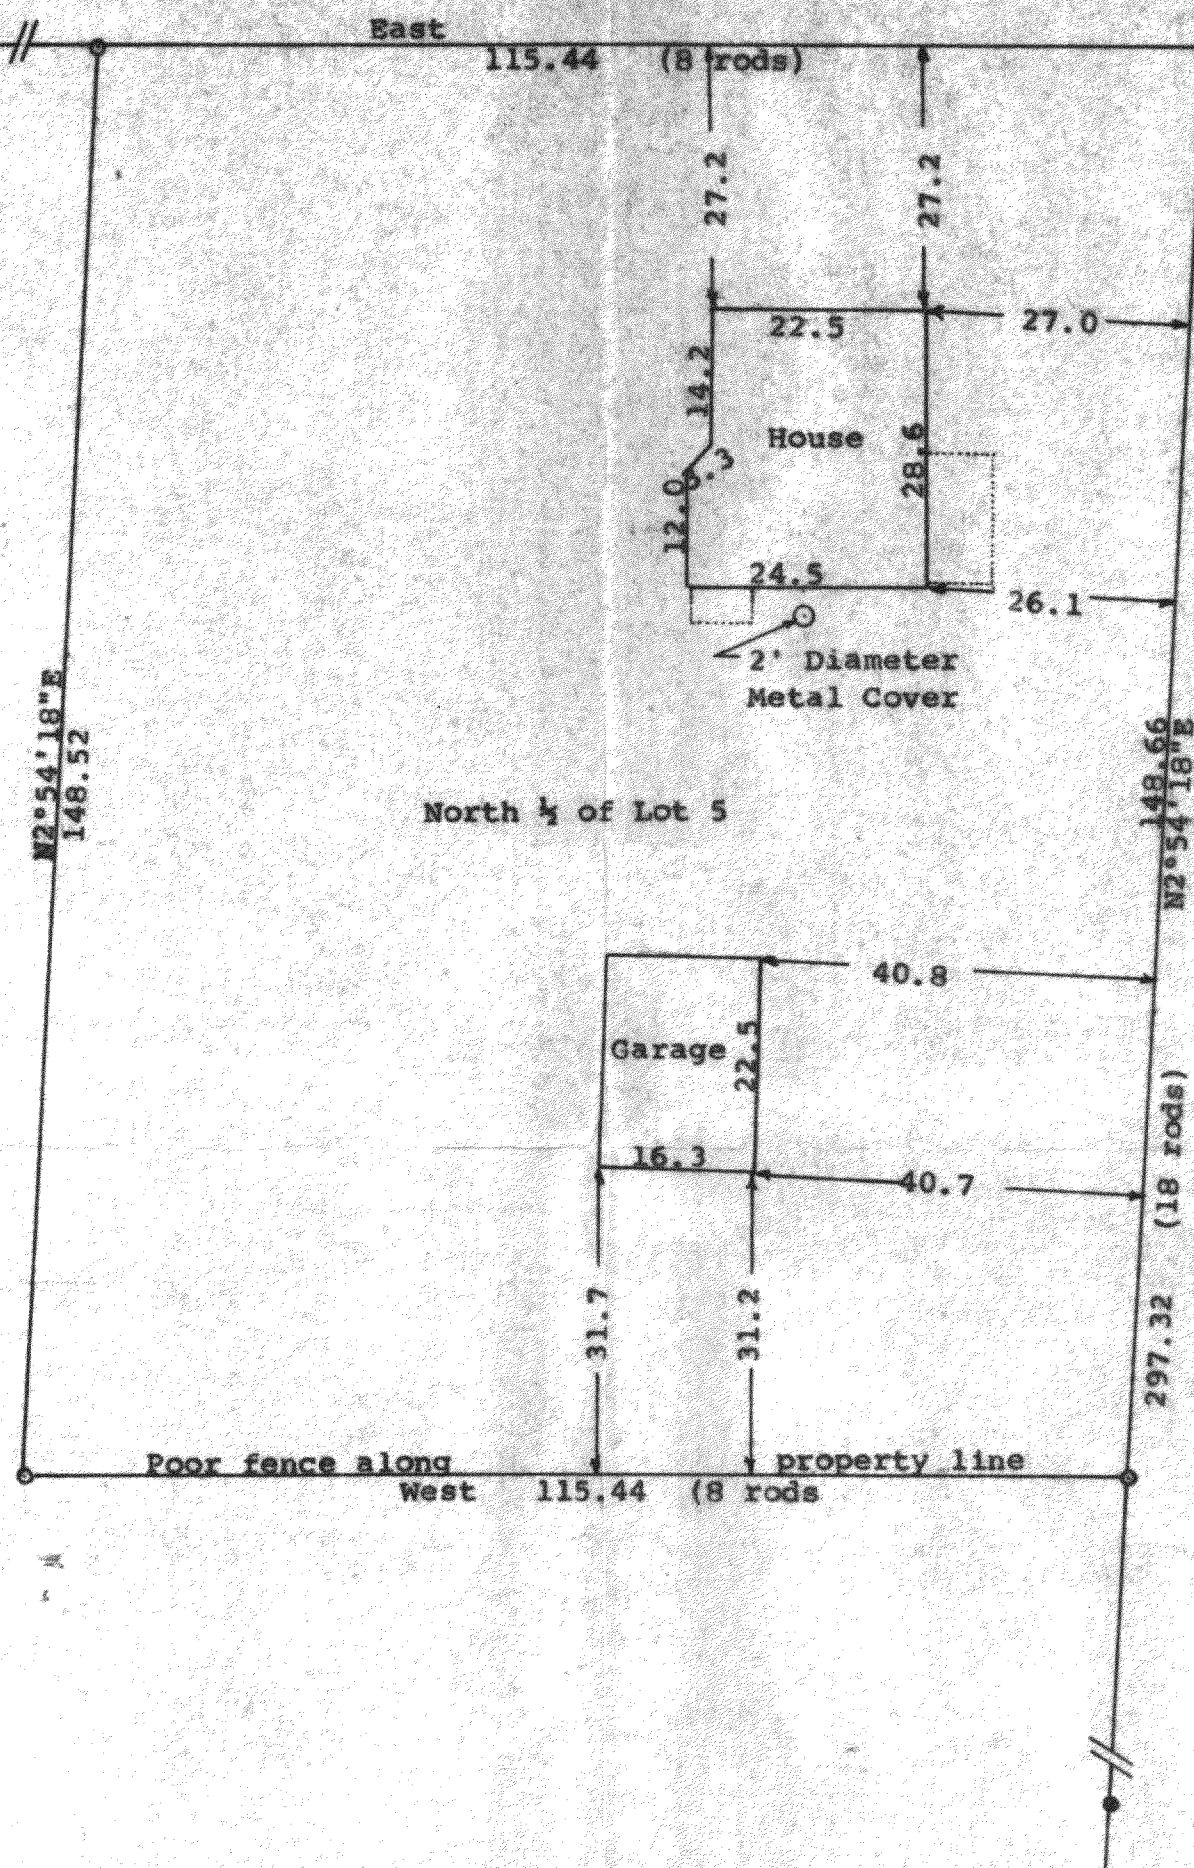 East
115.44 (8 rods)
27.2
27.2
22.5
27.0
14.2
House
28.6
3.3
12.0
24.5
26.1
2' Diameter
Metal Cover
N2°54'18"E
148.52
148.66
N2°54'18"E
North ½ of Lot 5
40.8
Garage
22.5
16.3
40.7
(18 rods)
31.7
31.2
297.32
Poor fence along property line
West 115.44 (8 rods